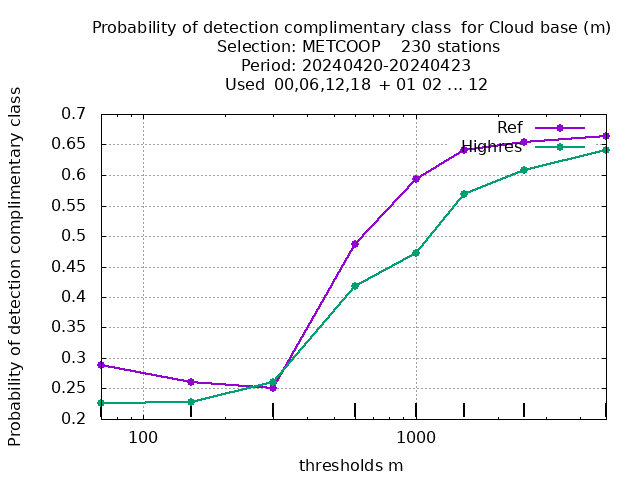 Probability of detection complimentary class  for Cloud base (m)
Selection: METCOOP    230 stations
Period: 20240420-20240423
Used  00,06,12,18 + 01 02 ... 12
Probability of detection complimentary class
0.7
0.65
0.6
0.55
0.5
0.45
0.4
0.35
0.3
0.25
0.2
Ref
Highres
100
1000
thresholds m